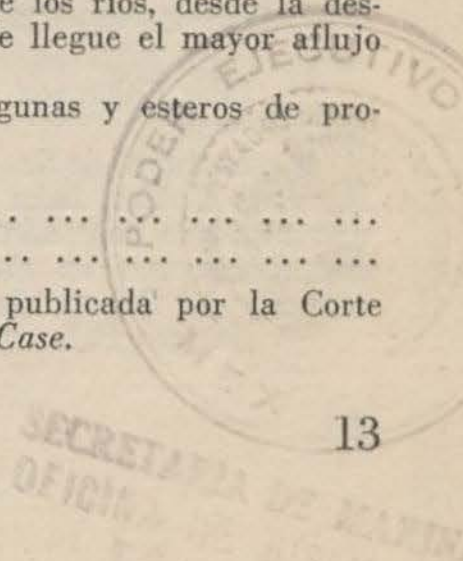 e los ríos, desde la des-
e llegue el mayor aflujo
gunas y esteros de pro-
.. ... ... ... ... ... ...
.. ... ... ... ... ... ...
publicada por la Corte
Case.
13
PODER EJECUTIVO
SECRETARIA DE MARINA
OFICINA